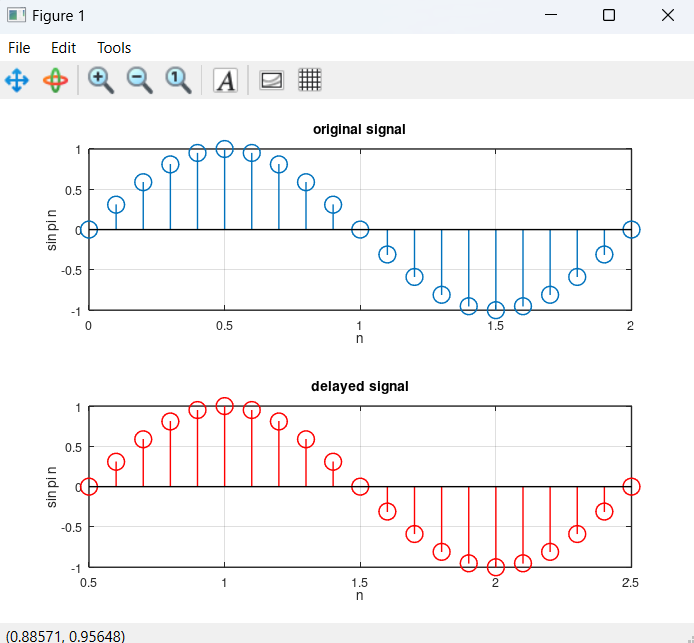 Figure 1
File Edit Tools
A
original signal
1
0.5
0
-0.5
-1
sin pi n
0 0.5 1 1.5 2
n
delayed signal
1
0.5
0
-0.5
-1
sin pi n
0.5 1 1.5 2 2.5
n
(0.88571, 0.95648)